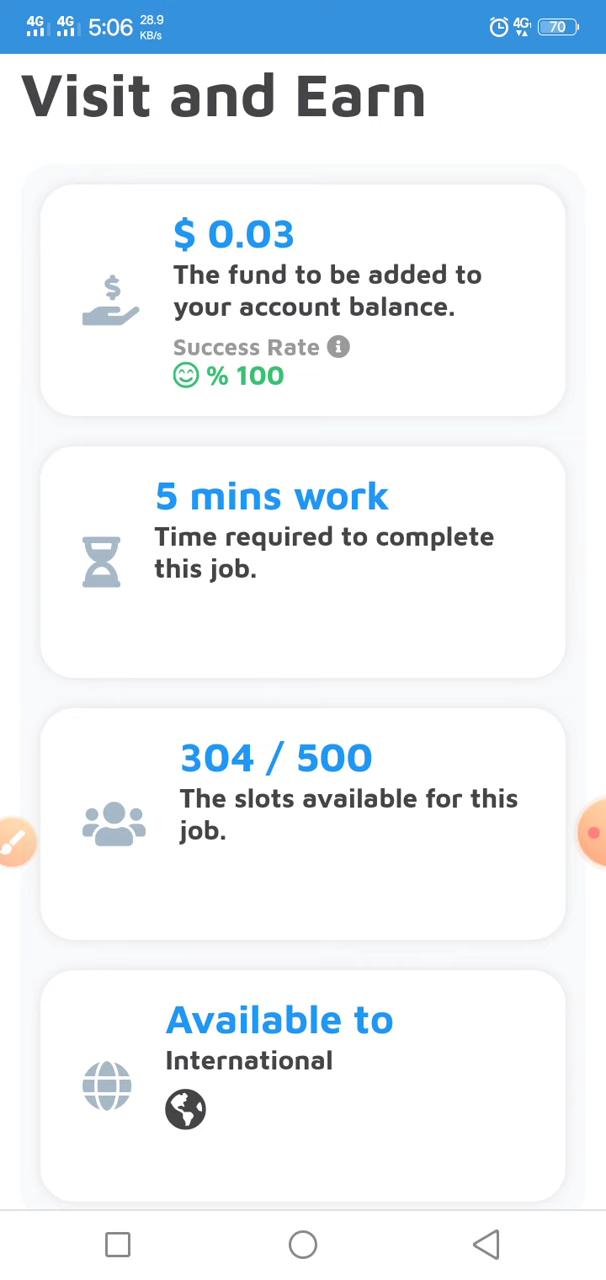 4G 4G 5:06 28.9 KB/s 4G 70
Visit and Earn
$ 0.03
The fund to be added to
your account balance.
Success Rate
% 100
5 mins work
Time required to complete
this job.
304 / 500
The slots available for this
job.
Available to
International